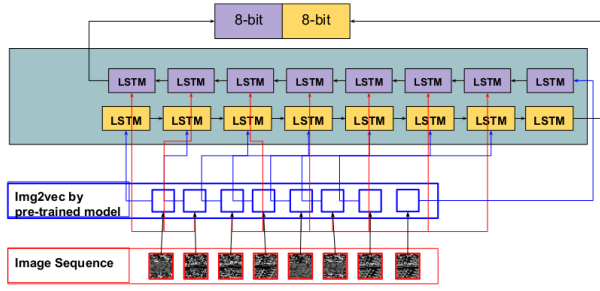 8-bit 8-bit
LSTM LSTM LSTM LSTM LSTM LSTM LSTM LSTM
LSTM LSTM LSTM LSTM LSTM LSTM LSTM LSTM
Img2vec by
pre-trained model
Image Sequence